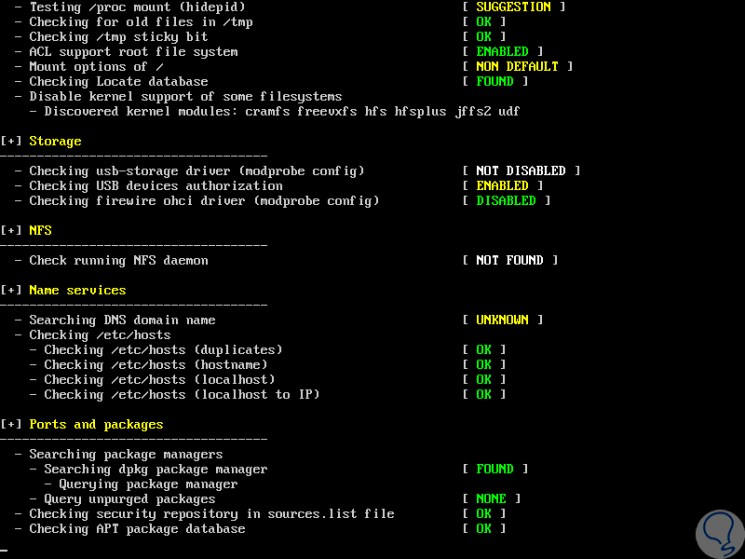 - Testing /proc mount (hidepid) [ SUGGESTION ]
- Checking for old files in /tmp [ OK ]
- Checking /tmp sticky bit [ OK ]
- ACL support root file system [ ENABLED ]
- Mount options of / [ NON DEFAULT ]
- Checking Locate database [ FOUND ]
- Disable kernel support of some filesystems
- Discovered kernel modules: cramfs freevxfs hfs hfsplus jffs2 udf
[+] Storage
------------------------------------
- Checking usb-storage driver (modprobe config) [ NOT DISABLED ]
- Checking USB devices authorization [ ENABLED ]
- Checking firewire ohci driver (modprobe config) [ DISABLED ]
[+] NFS
------------------------------------
- Check running NFS daemon [ NOT FOUND ]
[+] Name services
------------------------------------
- Searching DNS domain name [ UNKNOWN ]
- Checking /etc/hosts
- Checking /etc/hosts (duplicates) [ OK ]
- Checking /etc/hosts (hostname) [ OK ]
- Checking /etc/hosts (localhost) [ OK ]
- Checking /etc/hosts (localhost to IP) [ OK ]
[+] Ports and packages
------------------------------------
- Searching package managers
- Searching dpkg package manager [ FOUND ]
- Querying package manager
- Query unpurged packages [ NONE ]
- Checking security repository in sources.list file [ OK ]
- Checking APT package database [ OK ]